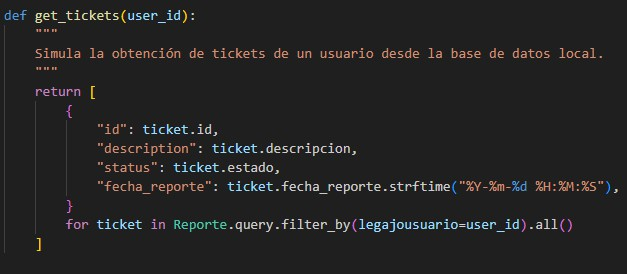 def get_tickets(user_id):
    """
    Simula la obtención de tickets de un usuario desde la base de datos local.
    """
    return [
        {
            "id": ticket.id,
            "description": ticket.descripcion,
            "status": ticket.estado,
            "fecha_reporte": ticket.fecha_reporte.strftime("%Y-%m-%d %H:%M:%S"),
        }
        for ticket in Reporte.query.filter_by(legajousuario=user_id).all()
    ]